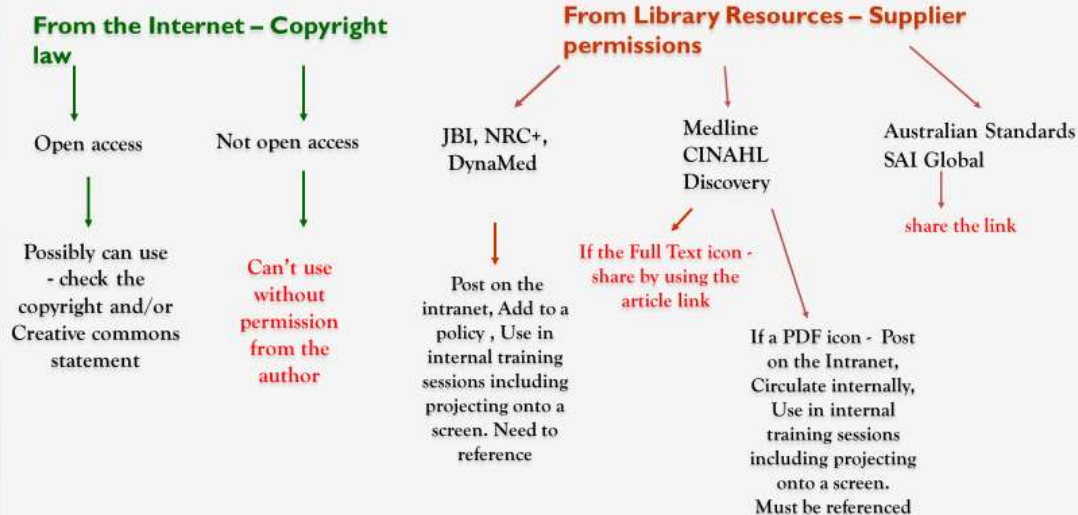 From the Internet – Copyright
law
Open access
Possibly can use
- check the
copyright and/or
Creative commons
statement
Not open access
Can't use
without
permission
from the
author
From Library Resources – Supplier
permissions
JBI, NRC+,
DynaMed
Post on the
intranet, Add to a
policy , Use in
internal training
sessions including
projecting onto a
screen. Need to
reference
Medline
CINAHL
Discovery
If the Full Text icon -
share by using the
article link
If a PDF icon - Post
on the Intranet,
Circulate internally,
Use in internal
training sessions
including projecting
onto a screen.
Must be referenced
Australian Standards
SAI Global
share the link